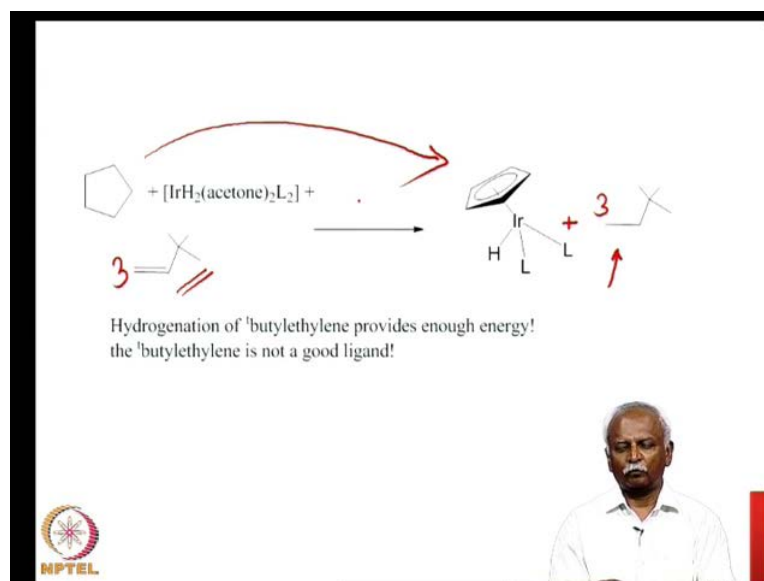 + [IrH₂(acetone)₂L₂] +
3
Ir
H
L
L
+ 3
Hydrogenation of ᵗbutylethylene provides enough energy!
the ᵗbutylethylene is not a good ligand!
NPTEL